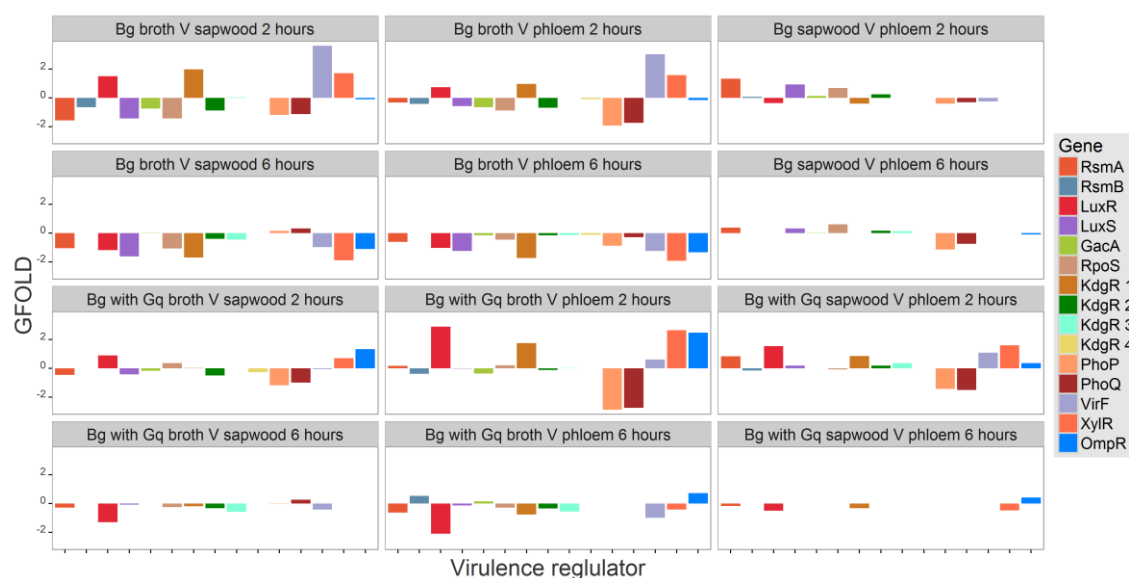 Bg broth V sapwood 2 hours
Bg broth V phloem 2 hours
Bg sapwood V phloem 2 hours
2
0
-2
Bg broth V sapwood 6 hours
Bg broth V phloem 6 hours
Bg sapwood V phloem 6 hours
2
0
-2
Bg with Gq broth V sapwood 2 hours
Bg with Gq broth V phloem 2 hours
Bg with Gq sapwood V phloem 2 hours
2
0
-2
Bg with Gq broth V sapwood 6 hours
Bg with Gq broth V phloem 6 hours
Bg with Gq sapwood V phloem 6 hours
2
0
-2
GFOLD
Virulence reglulator
Gene
RsmA
RsmB
LuxR
LuxS
GacA
RpoS
KdgR 1
KdgR 2
KdgR 3
KdgR 4
PhoP
PhoQ
VirF
XylR
OmpR